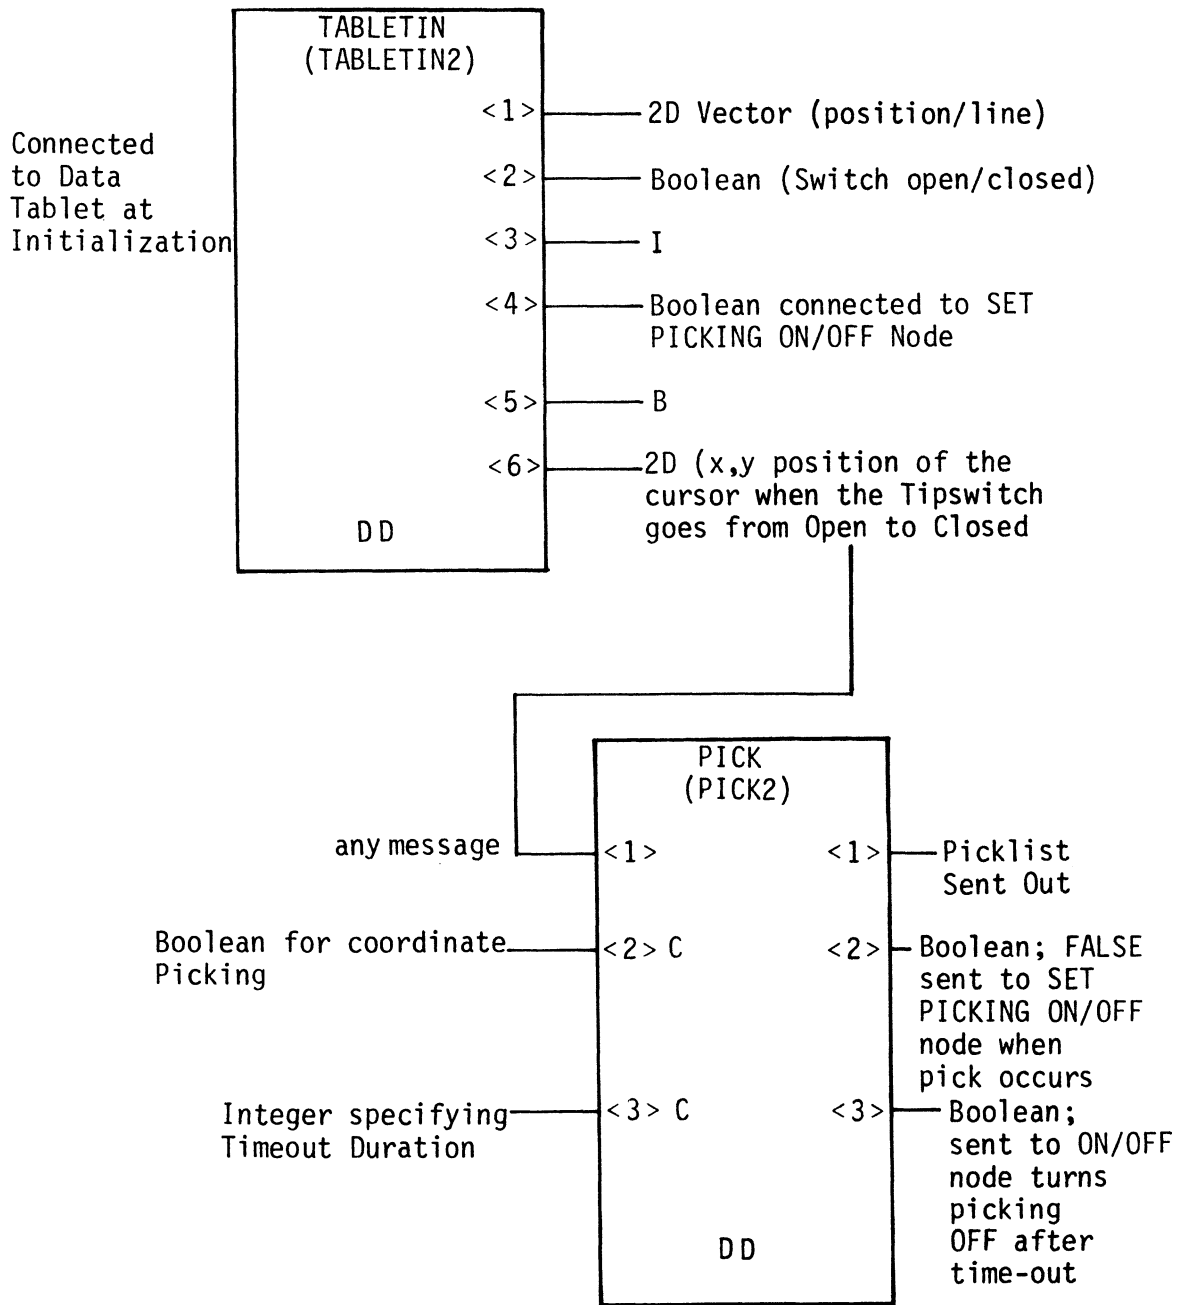 TABLETIN
(TABLETIN2)
Connected
to Data
Tablet at
Initialization
<1>
2D Vector (position/line)
<2>
Boolean (Switch open/closed)
<3>
I
<4>
Boolean connected to SET
PICKING ON/OFF Node
<5>
B
<6>
2D (x,y position of the
cursor when the Tipswitch
goes from Open to Closed
DD
PICK
(PICK2)
any message
<1>
<1>
Picklist
Sent Out
Boolean for coordinate
Picking
<2> C
<2>
Boolean; FALSE
sent to SET
PICKING ON/OFF
node when
pick occurs
Integer specifying
Timeout Duration
<3> C
<3>
Boolean;
sent to ON/OFF
node turns
picking
OFF after
time-out
DD